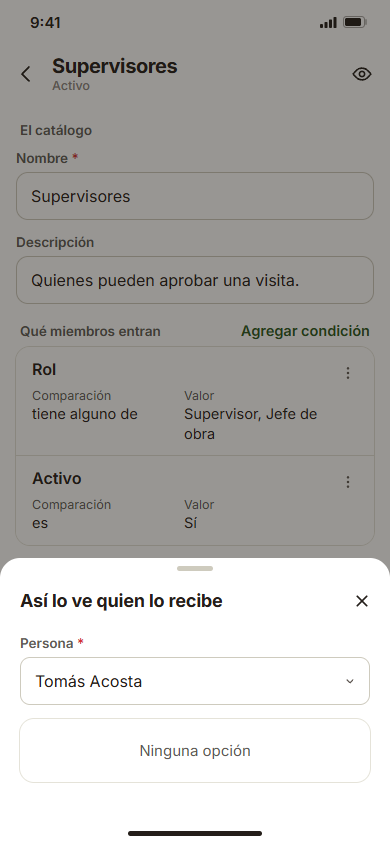 9:41
Supervisores
Activo
El catálogo
Nombre *
Supervisores
Descripción
Quienes pueden aprobar una visita.
Qué miembros entran
Agregar condición
Rol
Comparación
Valor
tiene alguno de
Supervisor, Jefe de
obra
Activo
Comparación
Valor
es
Sí
Así lo ve quien lo recibe
Persona *
Tomás Acosta
Ninguna opción